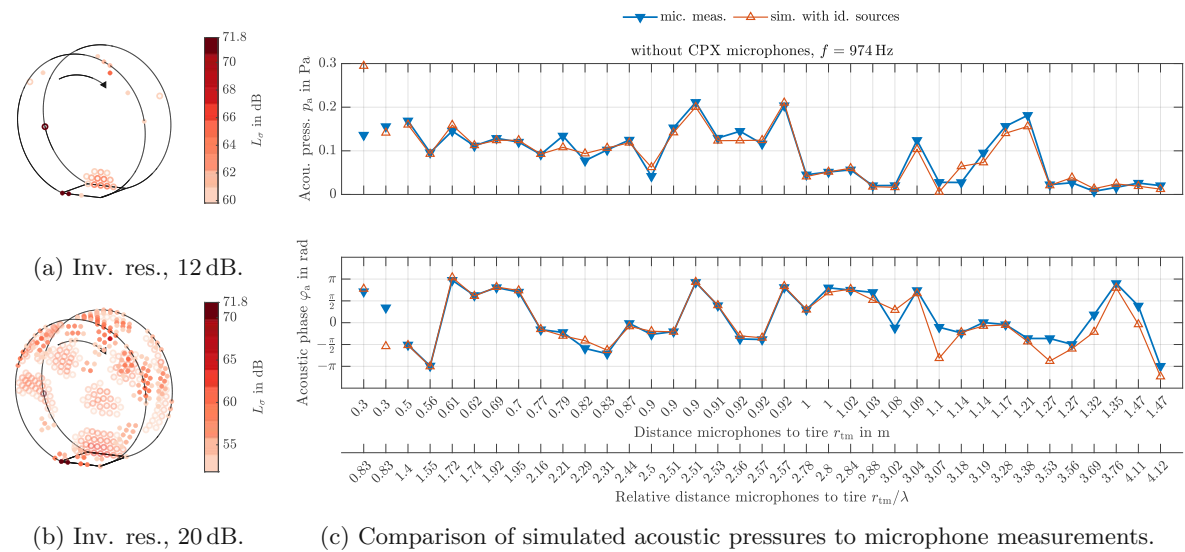 71.8
70
68
66
64
62
60
L_σ in dB
(a) Inv. res., 12 dB.
71.8
70
65
60
55
L_σ in dB
(b) Inv. res., 20 dB.
mic. meas. sim. with id. sources
without CPX microphones, f = 974 Hz
0.3
0.2
0.1
0
Acou. press. p_a in Pa
π
π/2
0
−π/2
−π
Acoustic phase φ_a in rad
0.3 0.3 0.5 0.56 0.61 0.62 0.69 0.7 0.77 0.79 0.82 0.83 0.87 0.9 0.9 0.9 0.91 0.92 0.92 0.92 1 1 1.02 1.03 1.08 1.09 1.1 1.14 1.14 1.17 1.21 1.27 1.27 1.32 1.35 1.47 1.47
Distance microphones to tire r_tm in m
0.83 0.83 1.4 1.55 1.72 1.74 1.92 1.95 2.16 2.21 2.29 2.31 2.44 2.5 2.51 2.51 2.53 2.56 2.57 2.57 2.78 2.8 2.84 2.88 3.02 3.04 3.07 3.18 3.19 3.28 3.38 3.53 3.56 3.69 3.76 4.11 4.12
Relative distance microphones to tire r_tm/λ
(c) Comparison of simulated acoustic pressures to microphone measurements.